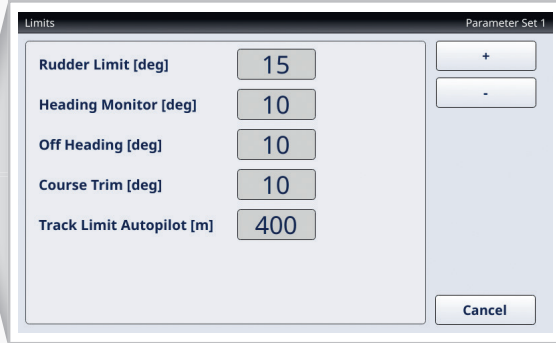 Limits
Parameter Set 1
Rudder Limit [deg] 15
Heading Monitor [deg] 10
Off Heading [deg] 10
Course Trim [deg] 10
Track Limit Autopilot [m] 400
+
-
Cancel